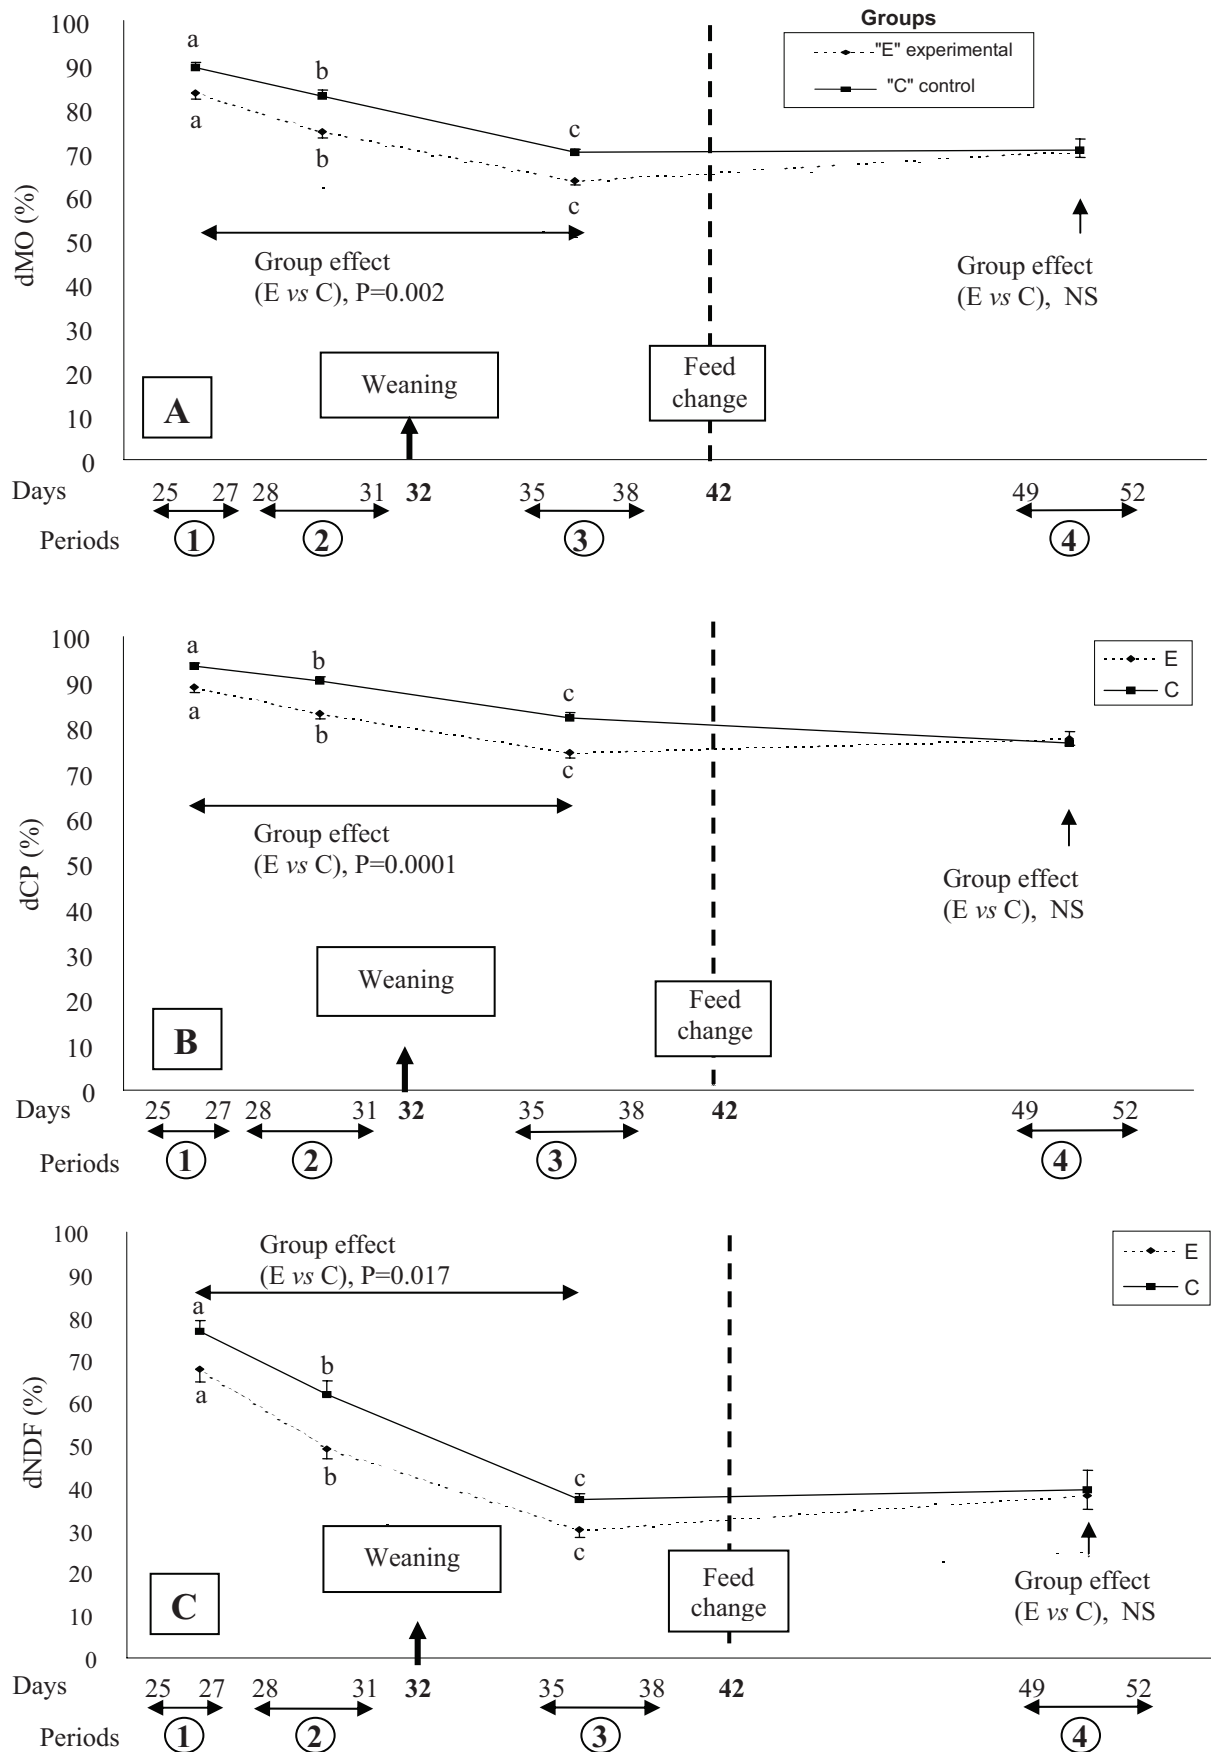 Groups
"E" experimental
"C" control
100
90
80
70
60
50
40
30
20
10
0
dMO (%)
a
b
c
a
b
c
Group effect
(E vs C), P=0.002
Group effect
(E vs C), NS
Weaning
Feed
change
A
Days
25 27 28 31 32 35 38 42 49 52
Periods
1 2 3 4
100
90
80
70
60
50
40
30
20
10
0
dCP (%)
E
C
a
b
c
a
b
c
Group effect
(E vs C), P=0.0001
Group effect
(E vs C), NS
Weaning
Feed
change
B
Days
25 27 28 31 32 35 38 42 49 52
Periods
1 2 3 4
100
90
80
70
60
50
40
30
20
10
0
dNDF (%)
Group effect
(E vs C), P=0.017
E
C
a
b
c
a
b
c
Weaning
Feed
change
Group effect
(E vs C), NS
C
Days
25 27 28 31 32 35 38 42 49 52
Periods
1 2 3 4